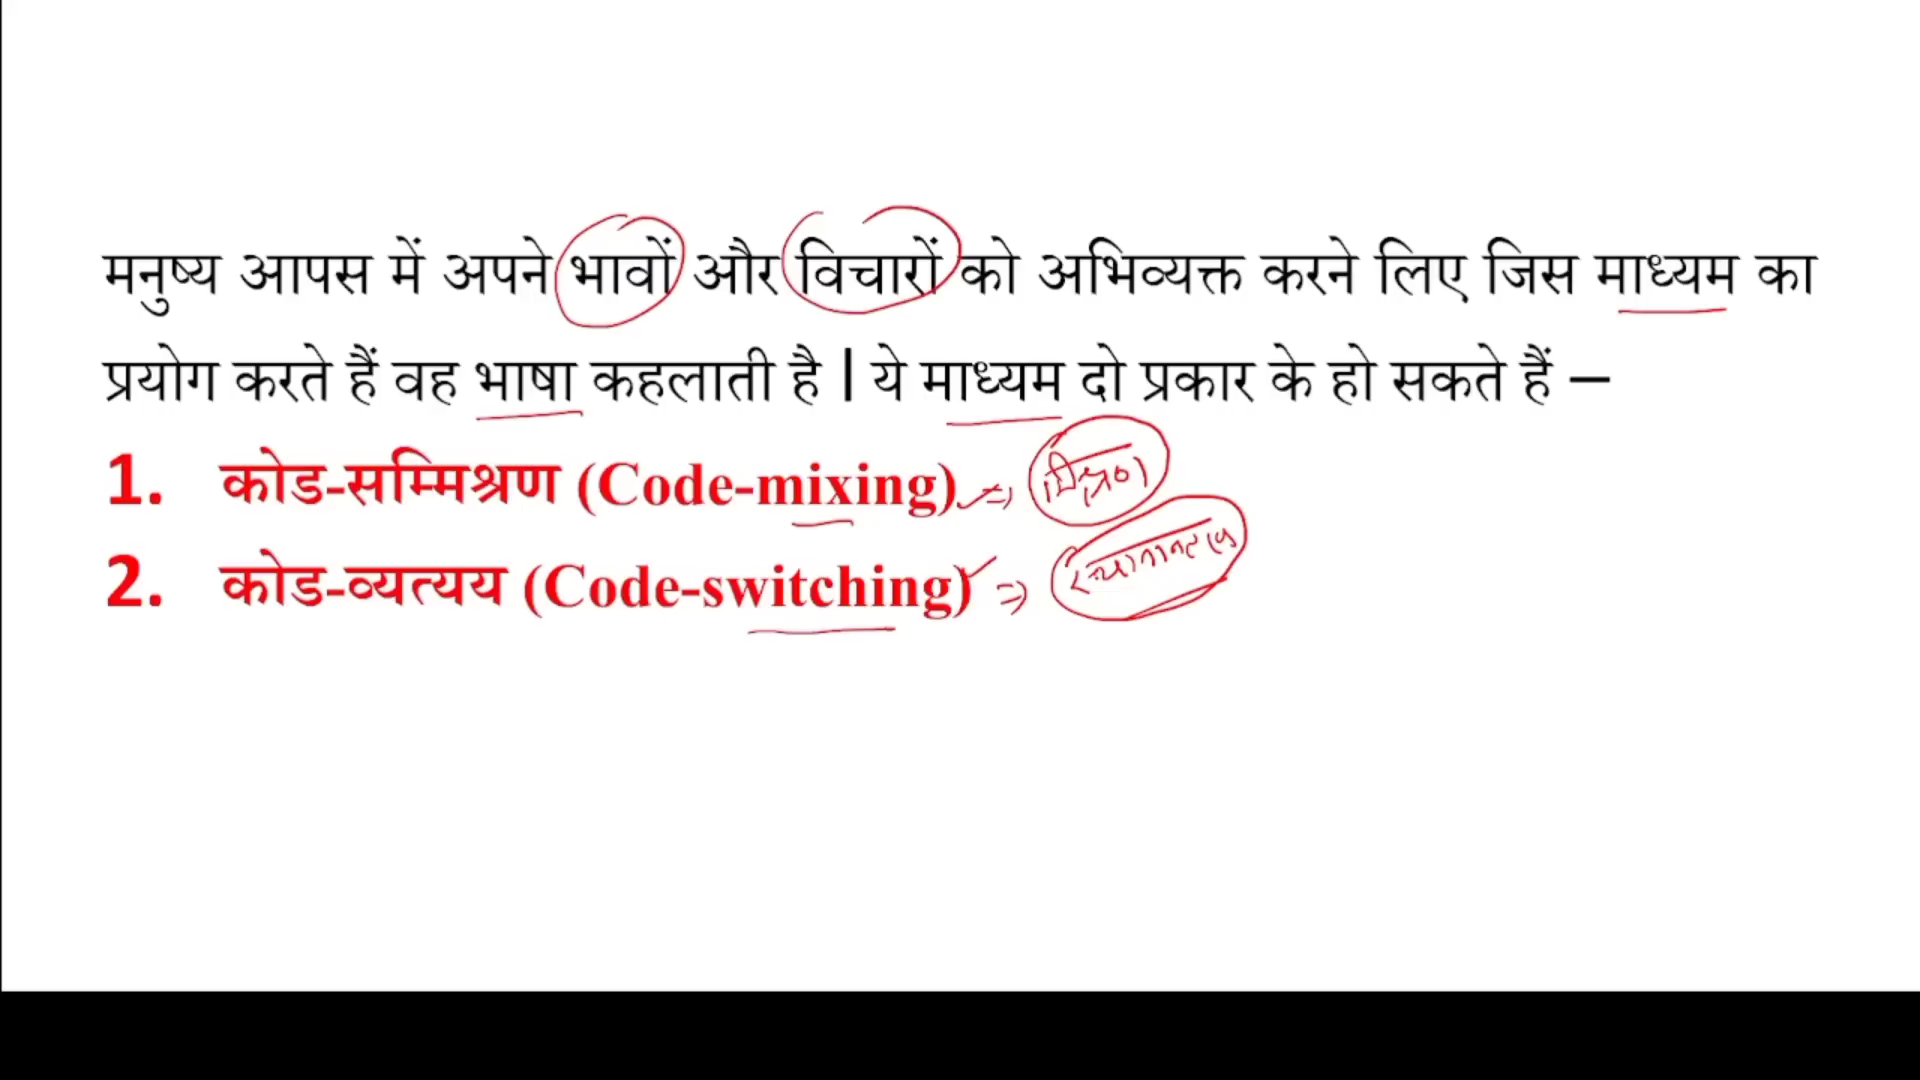 मनुष्य आपस में अपने भावों और विचारों को अभिव्यक्त करने लिए जिस माध्यम का
प्रयोग करते हैं वह भाषा कहलाती है | ये माध्यम दो प्रकार के हो सकते हैं –
1. कोड-सम्मिश्रण (Code-mixing) => मिश्रण
2. कोड-व्यत्यय (Code-switching) =>